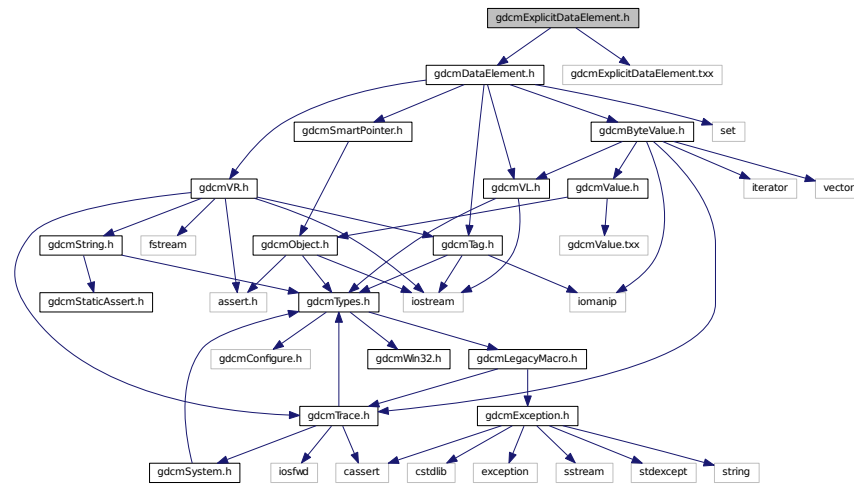 gdcmExplicitDataElement.h
gdcmDataElement.h
gdcmExplicitDataElement.txx
gdcmSmartPointer.h
gdcmByteValue.h
set
gdcmVR.h
gdcmVL.h
gdcmValue.h
iterator
vector
gdcmString.h
fstream
gdcmObject.h
gdcmTag.h
gdcmValue.txx
gdcmStaticAssert.h
assert.h
gdcmTypes.h
iostream
iomanip
gdcmConfigure.h
gdcmWin32.h
gdcmLegacyMacro.h
gdcmTrace.h
gdcmException.h
gdcmSystem.h
iosfwd
cassert
cstdlib
exception
sstream
stdexcept
string